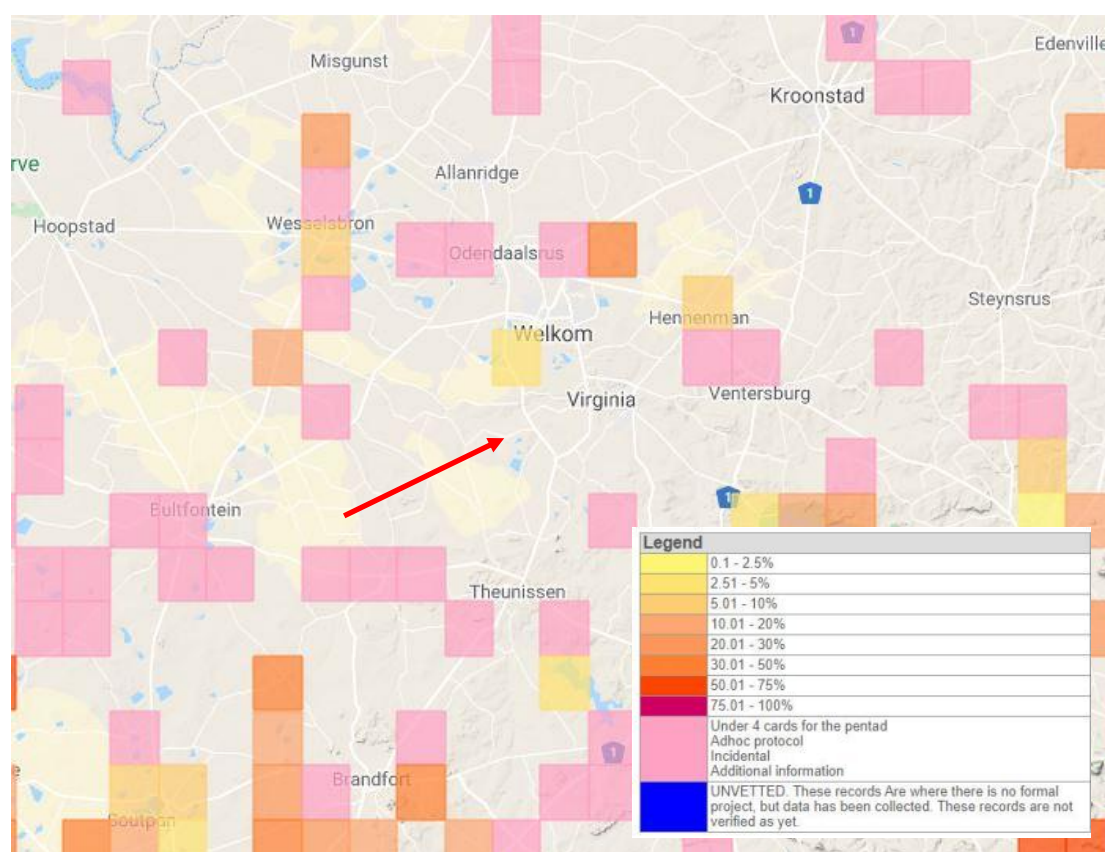 1
Edenville
Misgunst
Kroonstad
rve
Allanridge
1
Hoopstad
Wesselsbron
Odendaalsrus
Steynsrus
Hennenman
Welkom
Virginia
Ventersburg
1
Bultfontein
Theunissen
1
Brandfort
e
Soutpan
Legend
0.1 - 2.5%
2.51 - 5%
5.01 - 10%
10.01 - 20%
20.01 - 30%
30.01 - 50%
50.01 - 75%
75.01 - 100%
Under 4 cards for the pentad
Adhoc protocol
Incidental
Additional information
UNVETTED. These records Are where there is no formal
project, but data has been collected. These records are not
verified as yet.